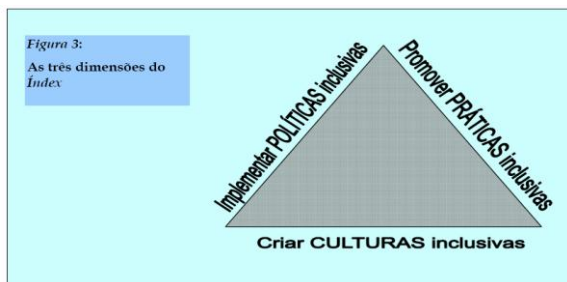 Figura 3:
As três dimensões do
Índex
Implementar POLÍTICAS inclusivas
Promover PRÁTICAS inclusivas
Criar CULTURAS inclusivas